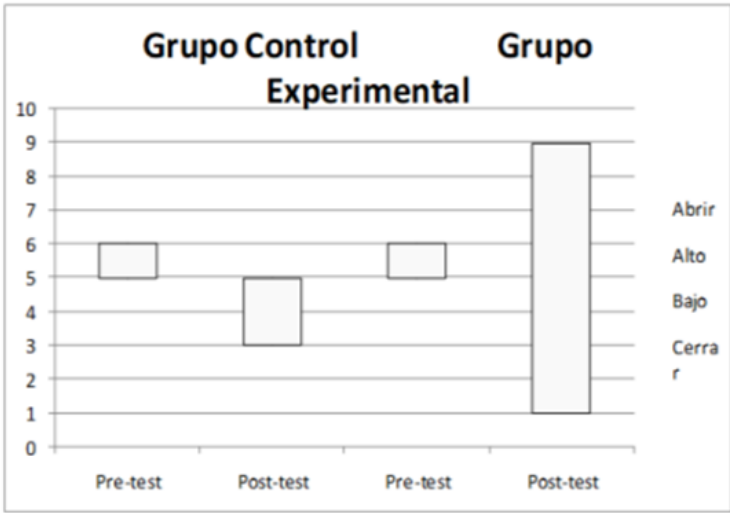 Grupo Control Grupo
Experimental
10
9
8
7
6
5
4
3
2
1
0
Pre-test Post-test Pre-test Post-test
Abrir
Alto
Bajo
Cerra
r